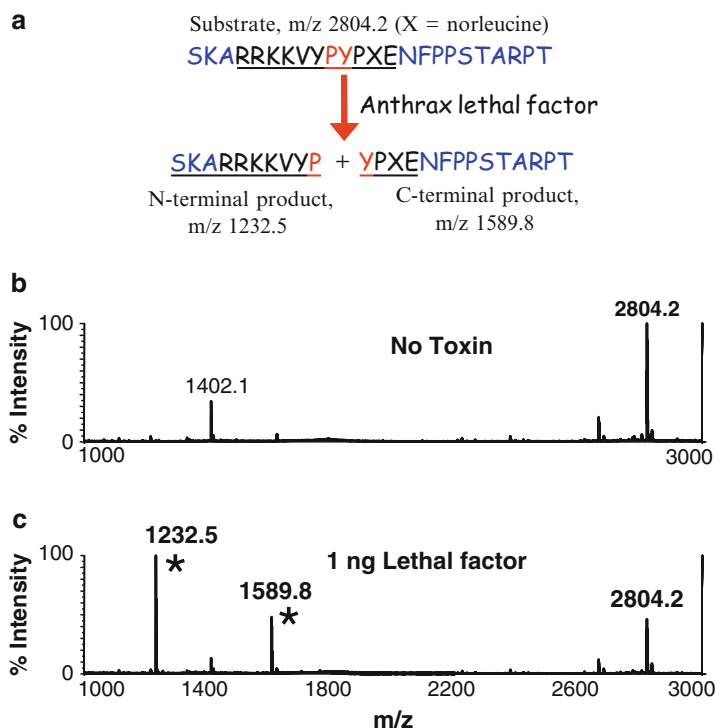 a
Substrate, m/z 2804.2 (X = norleucine)
SKARRKKVYPYPXENFPPSTARPT
Anthrax lethal factor
SKARRKKVYP + YPXENFPPSTARPT
N-terminal product,
m/z 1232.5
C-terminal product,
m/z 1589.8
b
% Intensity
100
0
No Toxin
1402.1
2804.2
1000
3000
c
% Intensity
100
0
1232.5
*
1589.8
*
1 ng Lethal factor
2804.2
1000 1400 1800 2200 2600 3000
m/z